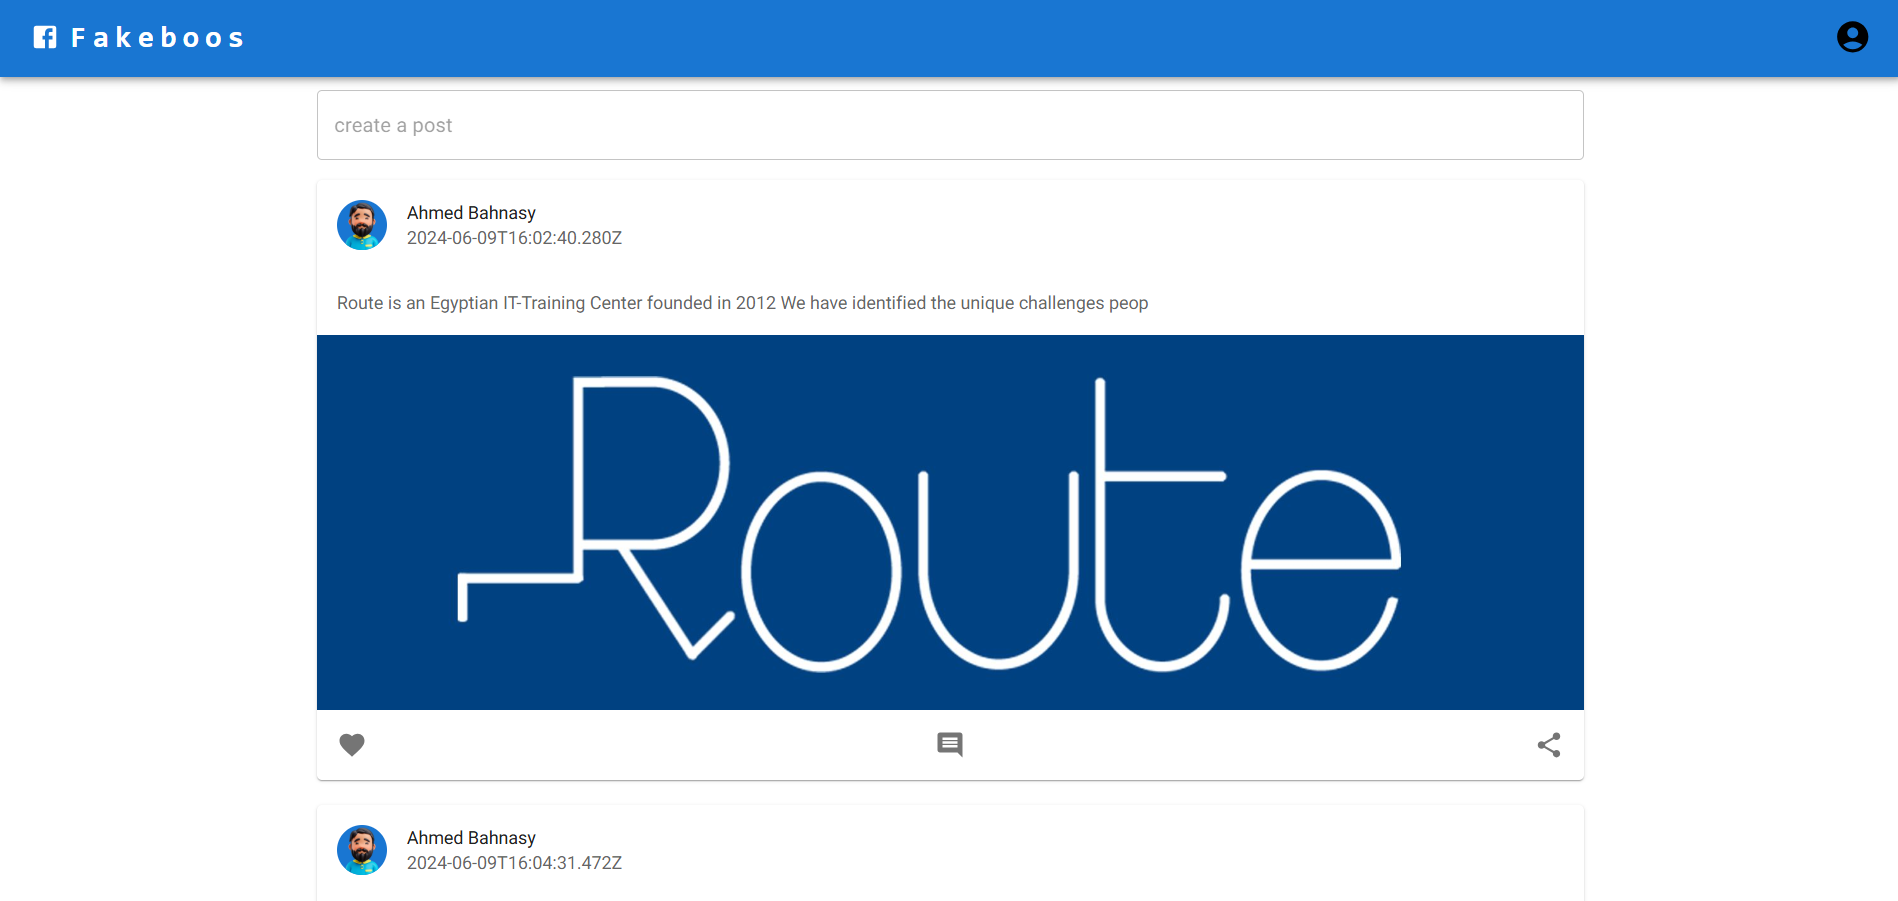 Fakeboos
create a post
Ahmed Bahnasy
2024-06-09T16:02:40.280Z
Route is an Egyptian IT-Training Center founded in 2012 We have identified the unique challenges peop
Route
Ahmed Bahnasy
2024-06-09T16:04:31.472Z